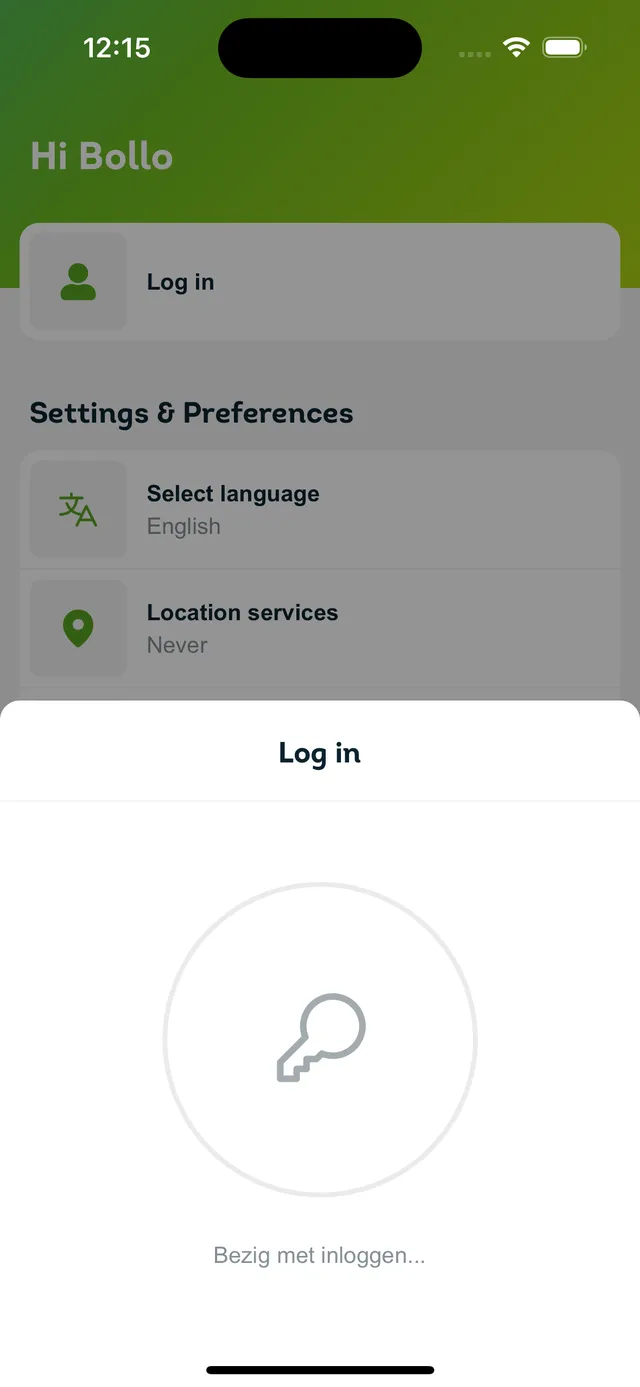 12:15
Hi Bollo
Log in
Settings & Preferences
Select language
English
Location services
Never
Log in
Bezig met inloggen...